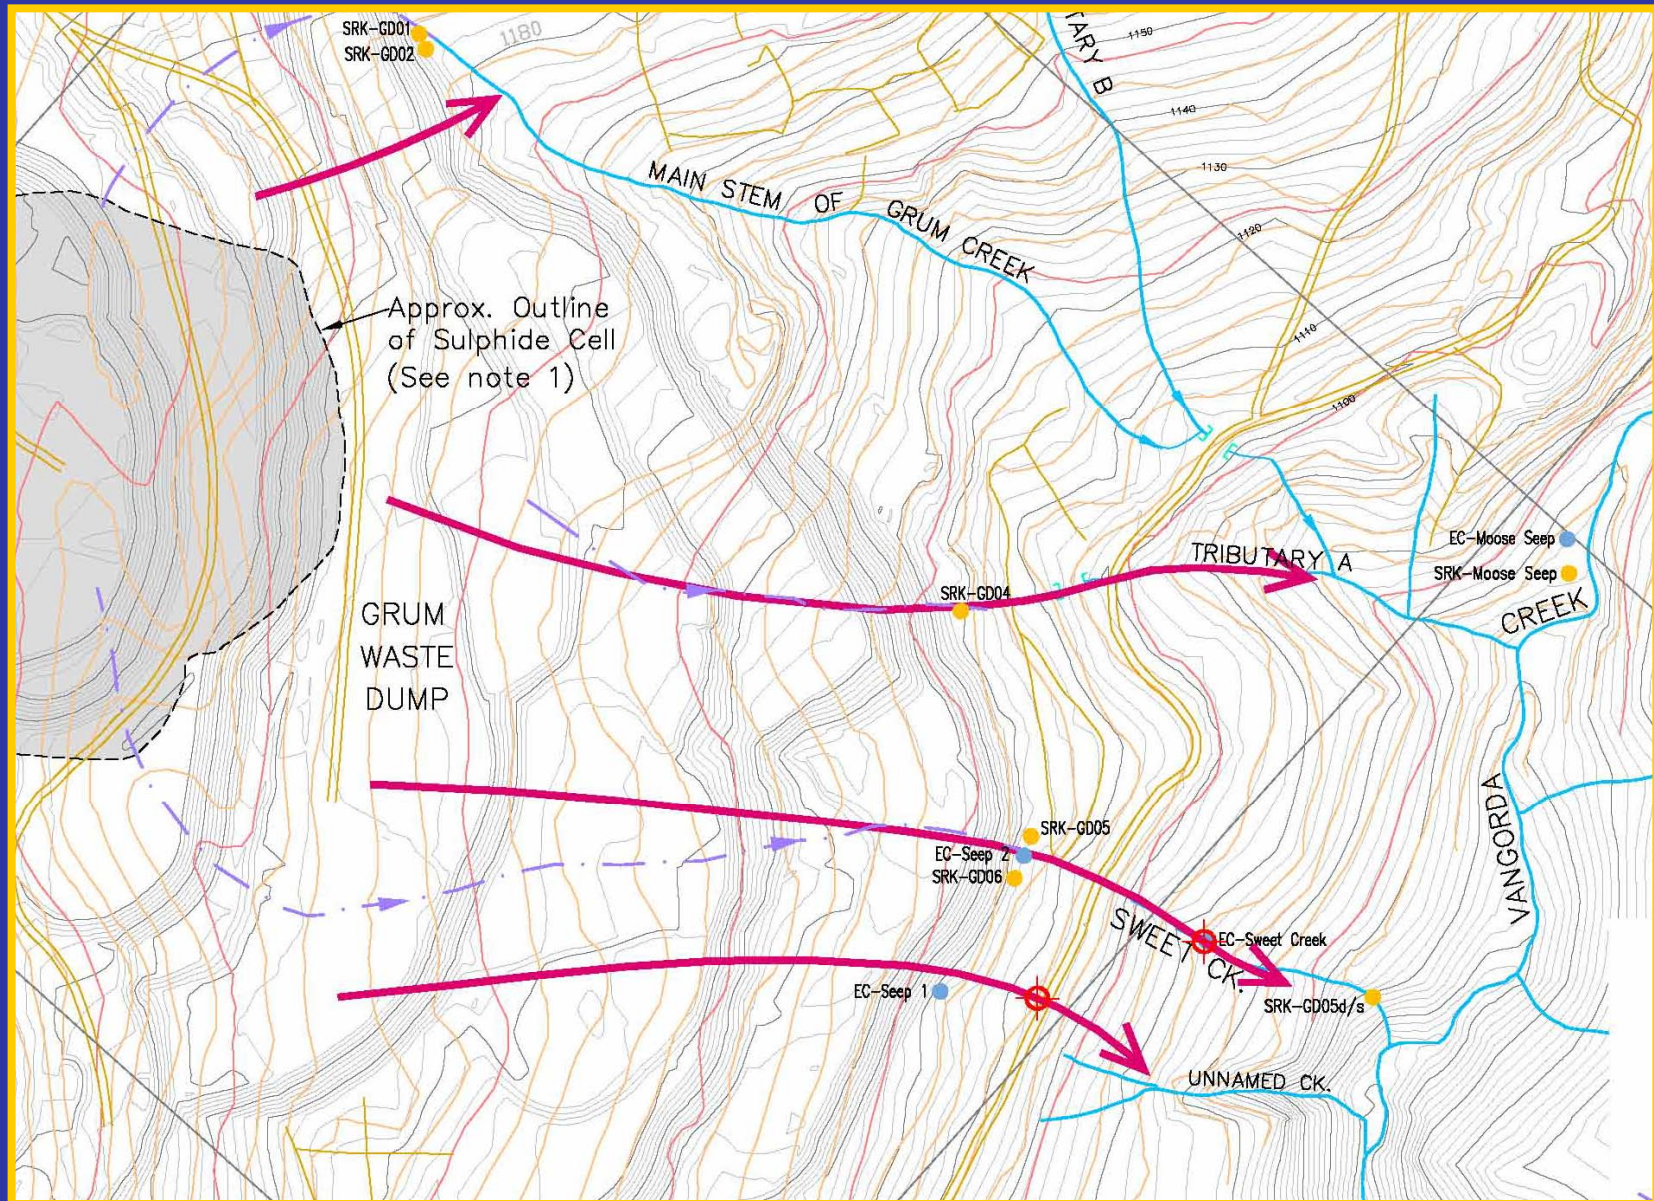 SRK-GD01
SRK-GD02
1180
TARY B
1150
1140
1130
1120
1110
1100
MAIN STEM OF GRUM CREEK
Approx. Outline
of Sulphide Cell
(See note 1)
EC-Moose Seep
SRK-Moose Seep
TRIBUTARY A
SRK-GD04
CREEK
GRUM
WASTE
DUMP
VANGORDA
SRK-GD05
EC-Seep 2
SRK-GD06
SWEET CK.
EC-Sweet Creek
EC-Seep 1
SRK-GD05d/s
UNNAMED CK.